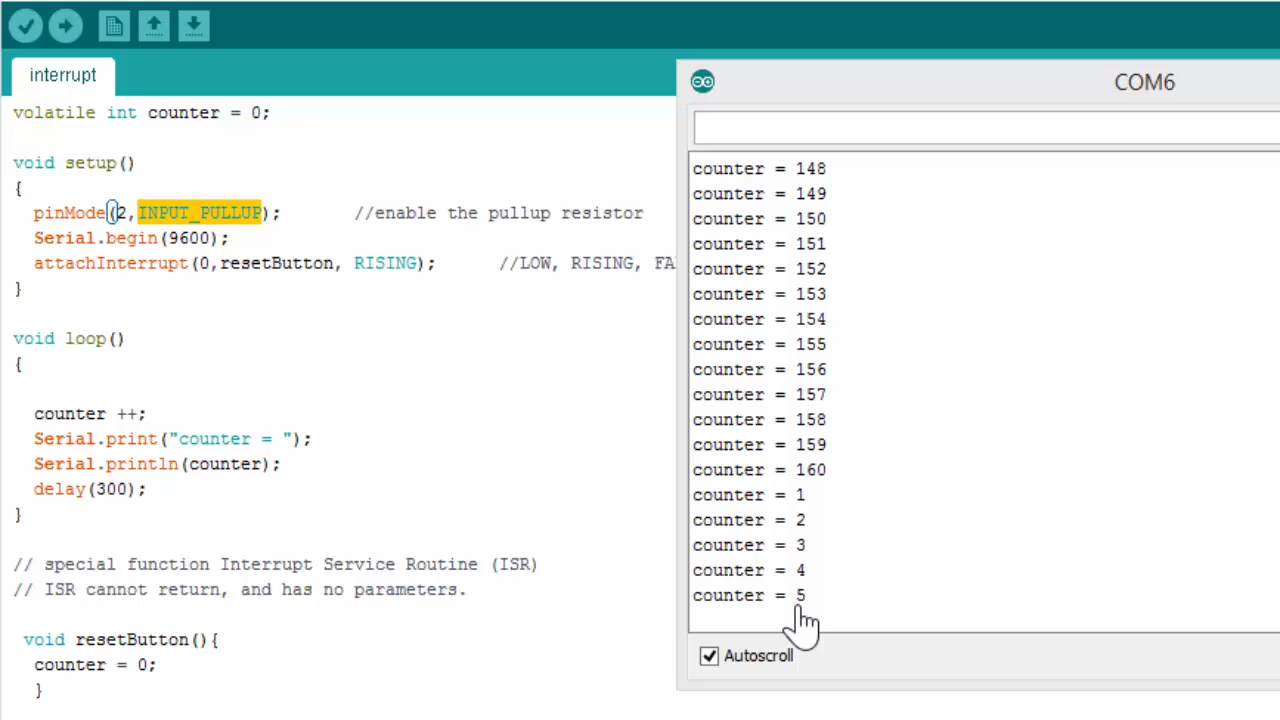 interrupt
volatile int counter = 0;
void setup()
{
pinMode(2,INPUT_PULLUP); //enable the pullup resistor
Serial.begin(9600);
attachInterrupt(0,resetButton, RISING); //LOW, RISING, FA
}
void loop()
{
counter ++;
Serial.print("counter = ");
Serial.println(counter);
delay(300);
}
// special function Interrupt Service Routine (ISR)
// ISR cannot return, and has no parameters.
void resetButton(){
counter = 0;
}
COM6
counter = 148
counter = 149
counter = 150
counter = 151
counter = 152
counter = 153
counter = 154
counter = 155
counter = 156
counter = 157
counter = 158
counter = 159
counter = 160
counter = 1
counter = 2
counter = 3
counter = 4
counter = 5
Autoscroll